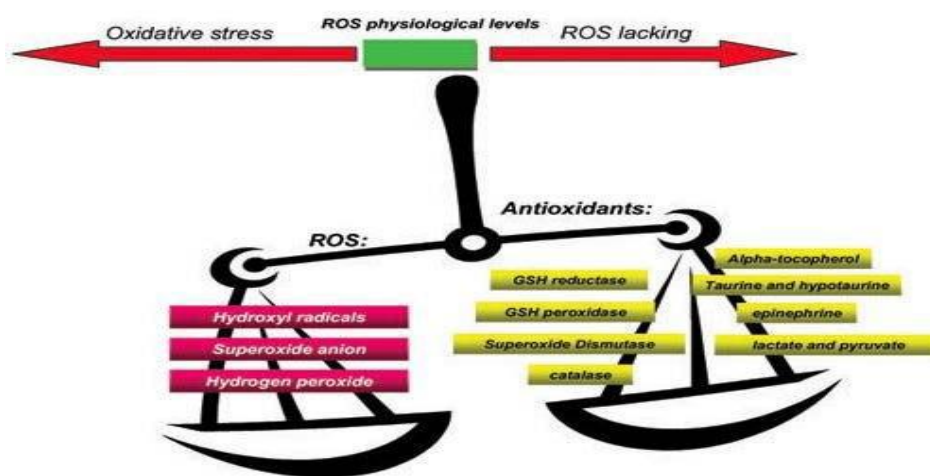 ROS physiological levels
Oxidative stress
ROS lacking
Antioxidants:
ROS:
Alpha-tocopherol
GSH reductase
Taurine and hypotaurine
Hydroxyl radicals
GSH peroxidase
epinephrine
Superoxide anion
Superoxide Dismutase
lactate and pyruvate
Hydrogen peroxide
catalase